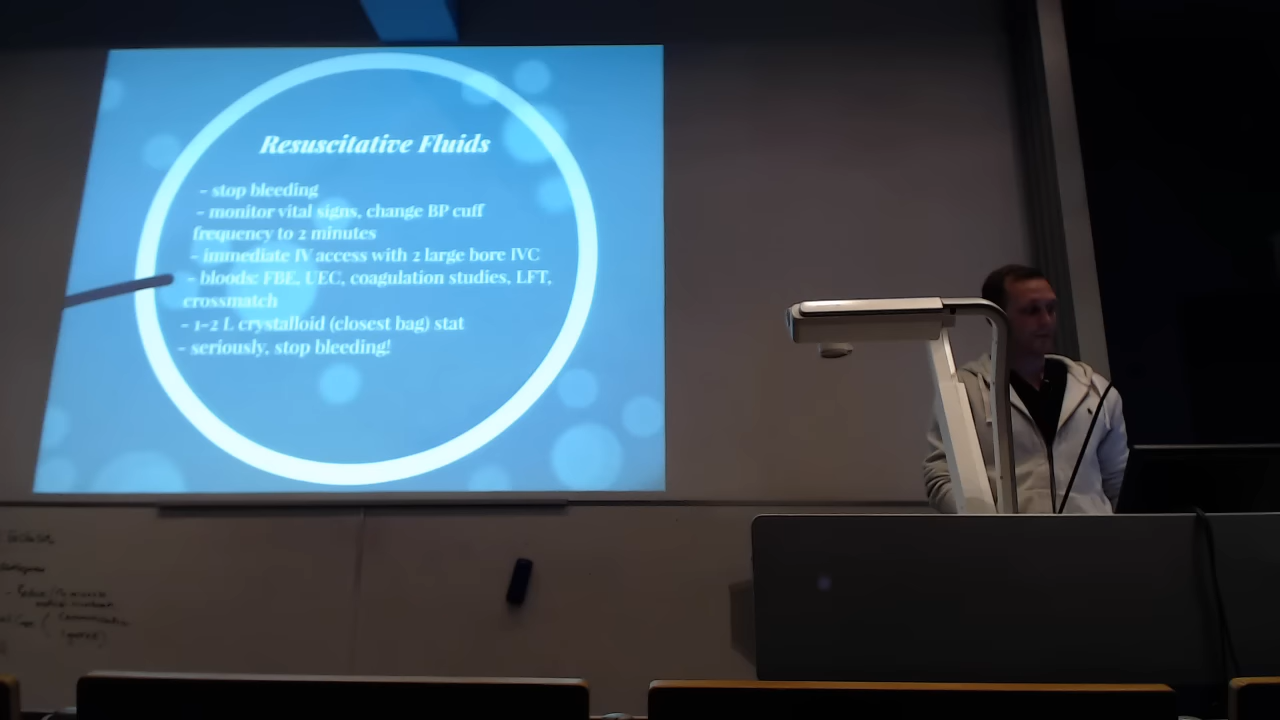 Resuscitative Fluids
- stop bleeding
- monitor vital signs, change BP cuff
frequency to 2 minutes
- immediate IV access with 2 large bore IVC
- bloods: FBE, UEC, coagulation studies, LFT,
crossmatch
- 1-2 L crystalloid (closest bag) stat
- seriously, stop bleeding!